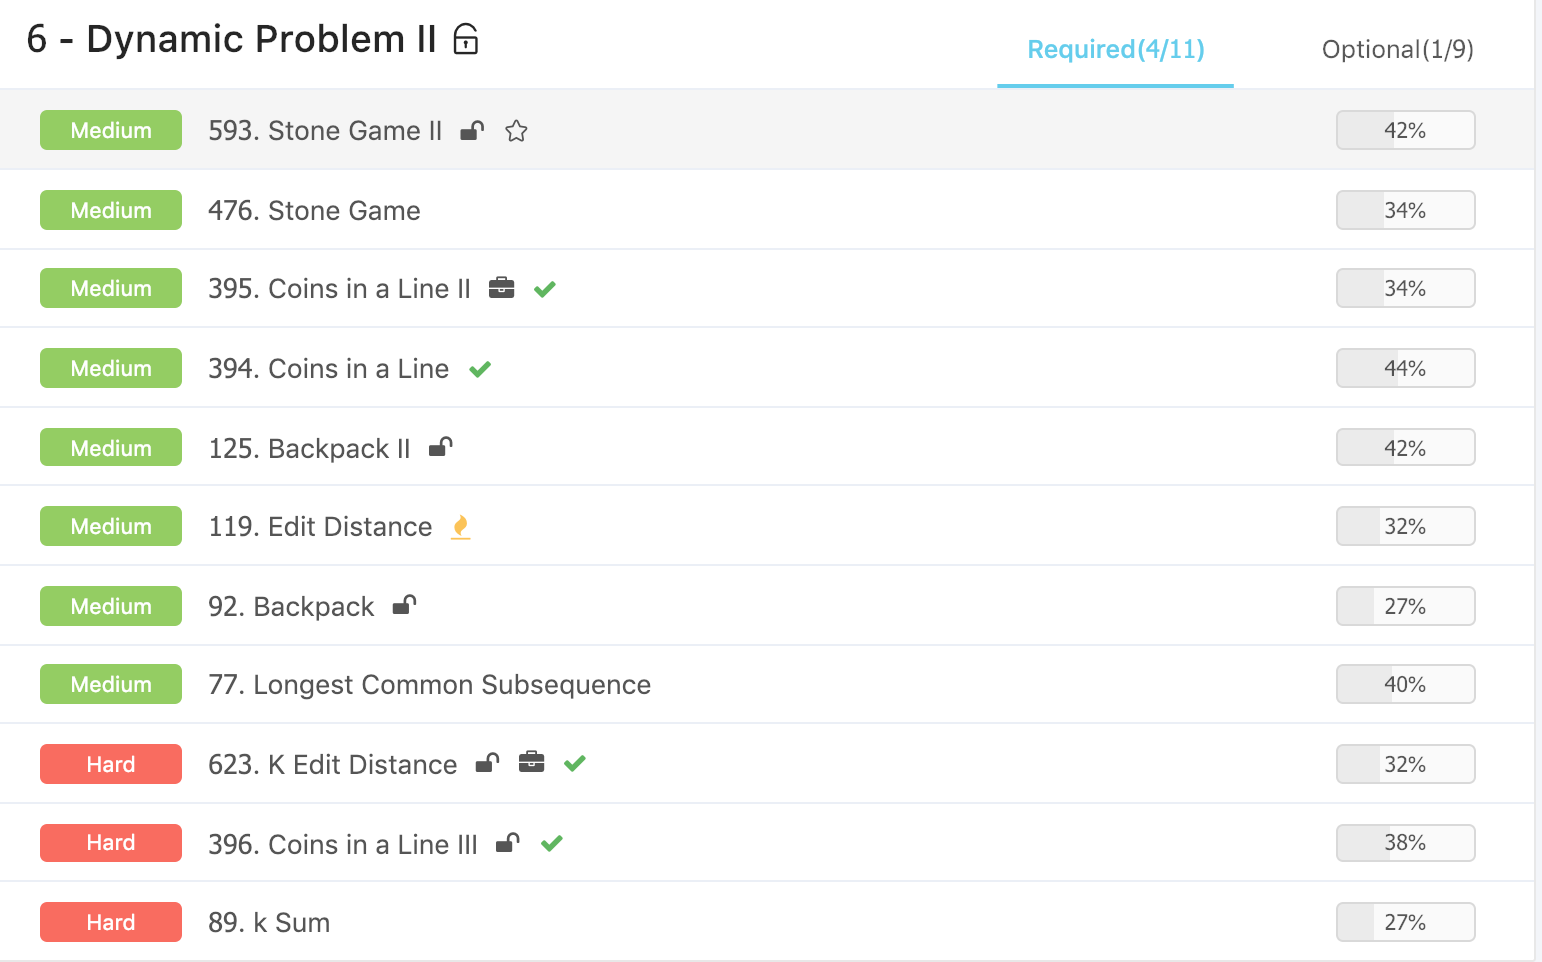 6 - Dynamic Problem II Required(4/11) Optional(1/9)
Medium 593. Stone Game II 42%
Medium 476. Stone Game 34%
Medium 395. Coins in a Line II 34%
Medium 394. Coins in a Line 44%
Medium 125. Backpack II 42%
Medium 119. Edit Distance 32%
Medium 92. Backpack 27%
Medium 77. Longest Common Subsequence 40%
Hard 623. K Edit Distance 32%
Hard 396. Coins in a Line III 38%
Hard 89. k Sum 27%